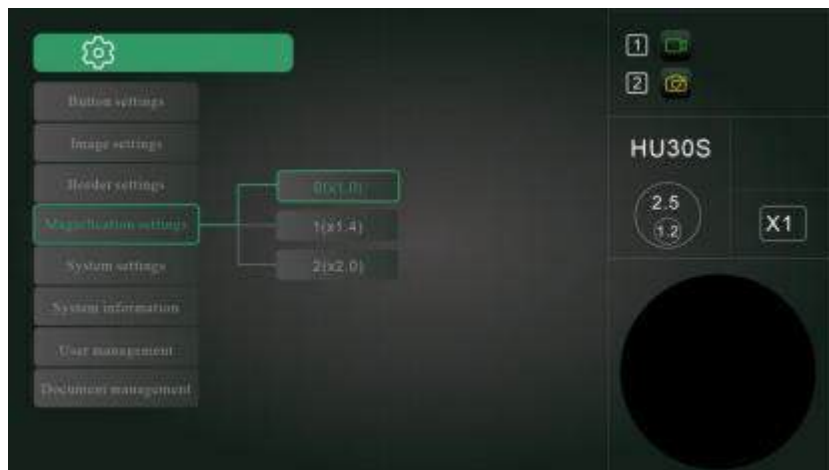 1
2
Button settings
Image settings
Border settings
Magnification settings
System settings
System information
User management
Document management
0(x1.0)
1(x1.4)
2(x2.0)
HU30S
2.5
1.2
X1